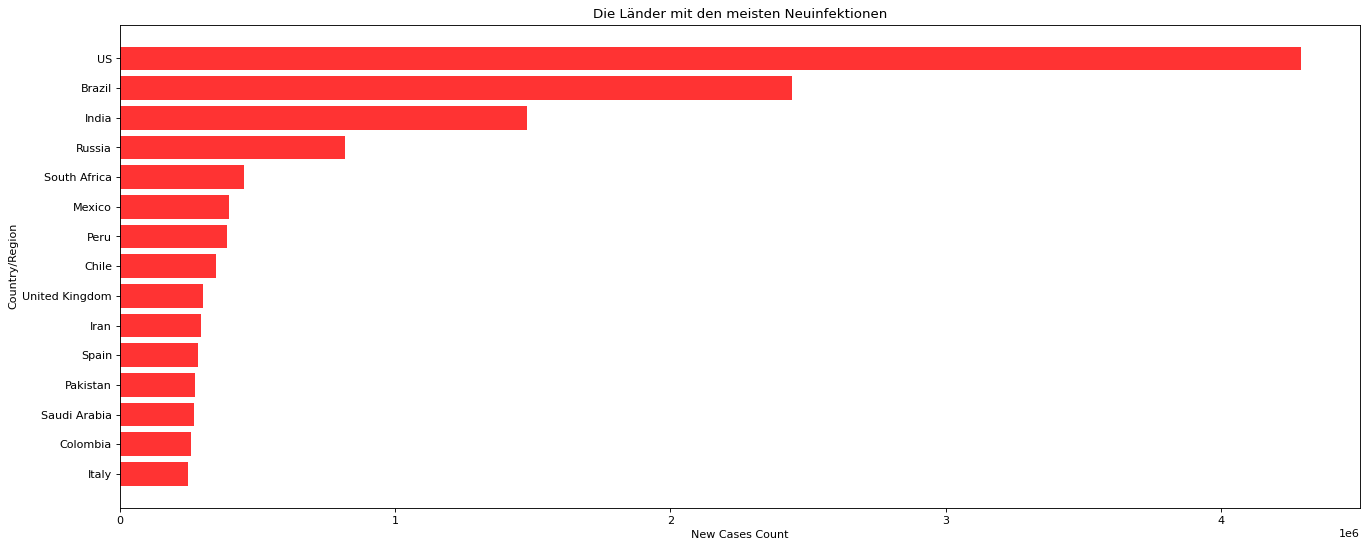 Die Länder mit den meisten Neuinfektionen
Country/Region
US
Brazil
India
Russia
South Africa
Mexico
Peru
Chile
United Kingdom
Iran
Spain
Pakistan
Saudi Arabia
Colombia
Italy
0 1 2 3 4
1e6
New Cases Count